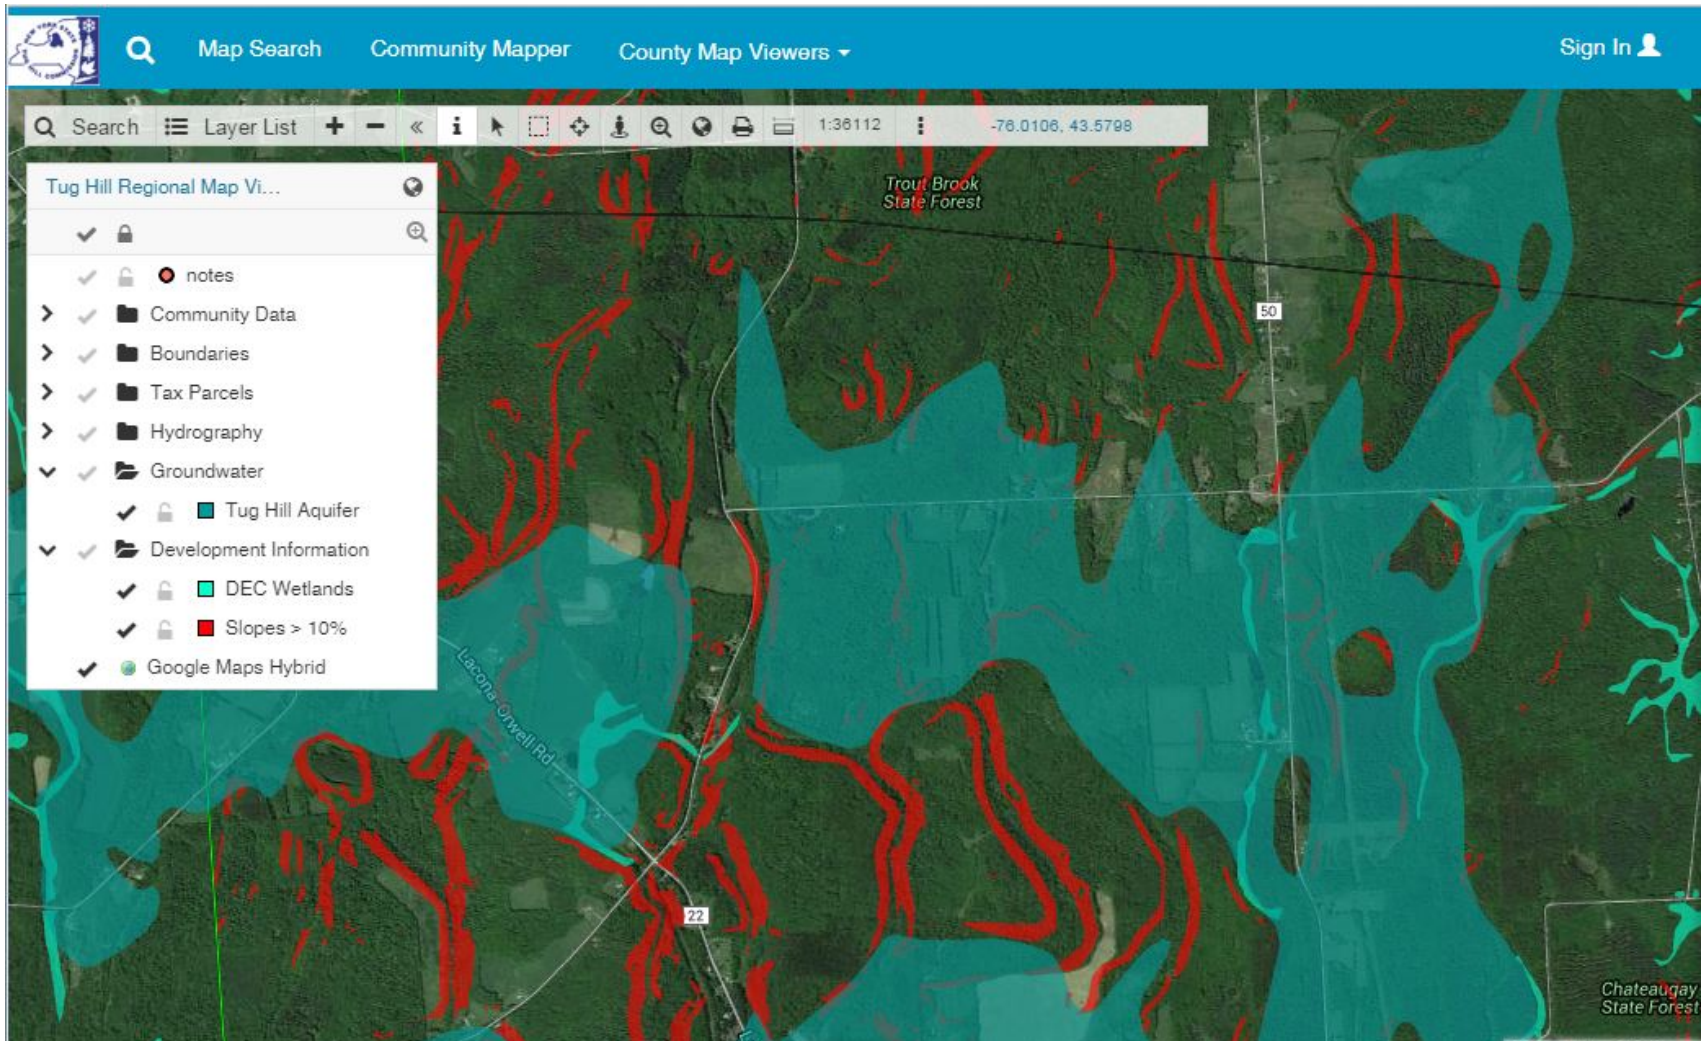 Map Search
Community Mapper
County Map Viewers
Sign In
Search
Layer List
1:36112
-76.0106, 43.5798
Tug Hill Regional Map Vi...
notes
Community Data
Boundaries
Tax Parcels
Hydrography
Groundwater
Tug Hill Aquifer
Development Information
DEC Wetlands
Slopes > 10%
Google Maps Hybrid
Trout Brook
State Forest
50
Lacona-Orwell Rd
22
Chateaugay
State Forest